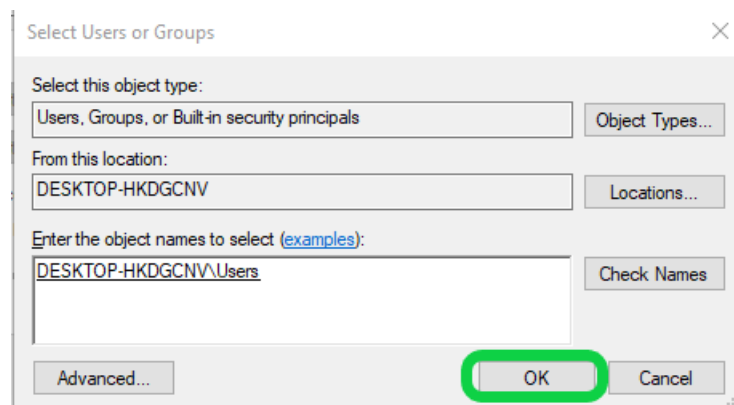 Select Users or Groups
Select this object type:
Users, Groups, or Built-in security principals
Object Types...
From this location:
DESKTOP-HKDGCNV
Locations...
Enter the object names to select (examples):
DESKTOP-HKDGCNV\Users
Check Names
Advanced...
OK
Cancel